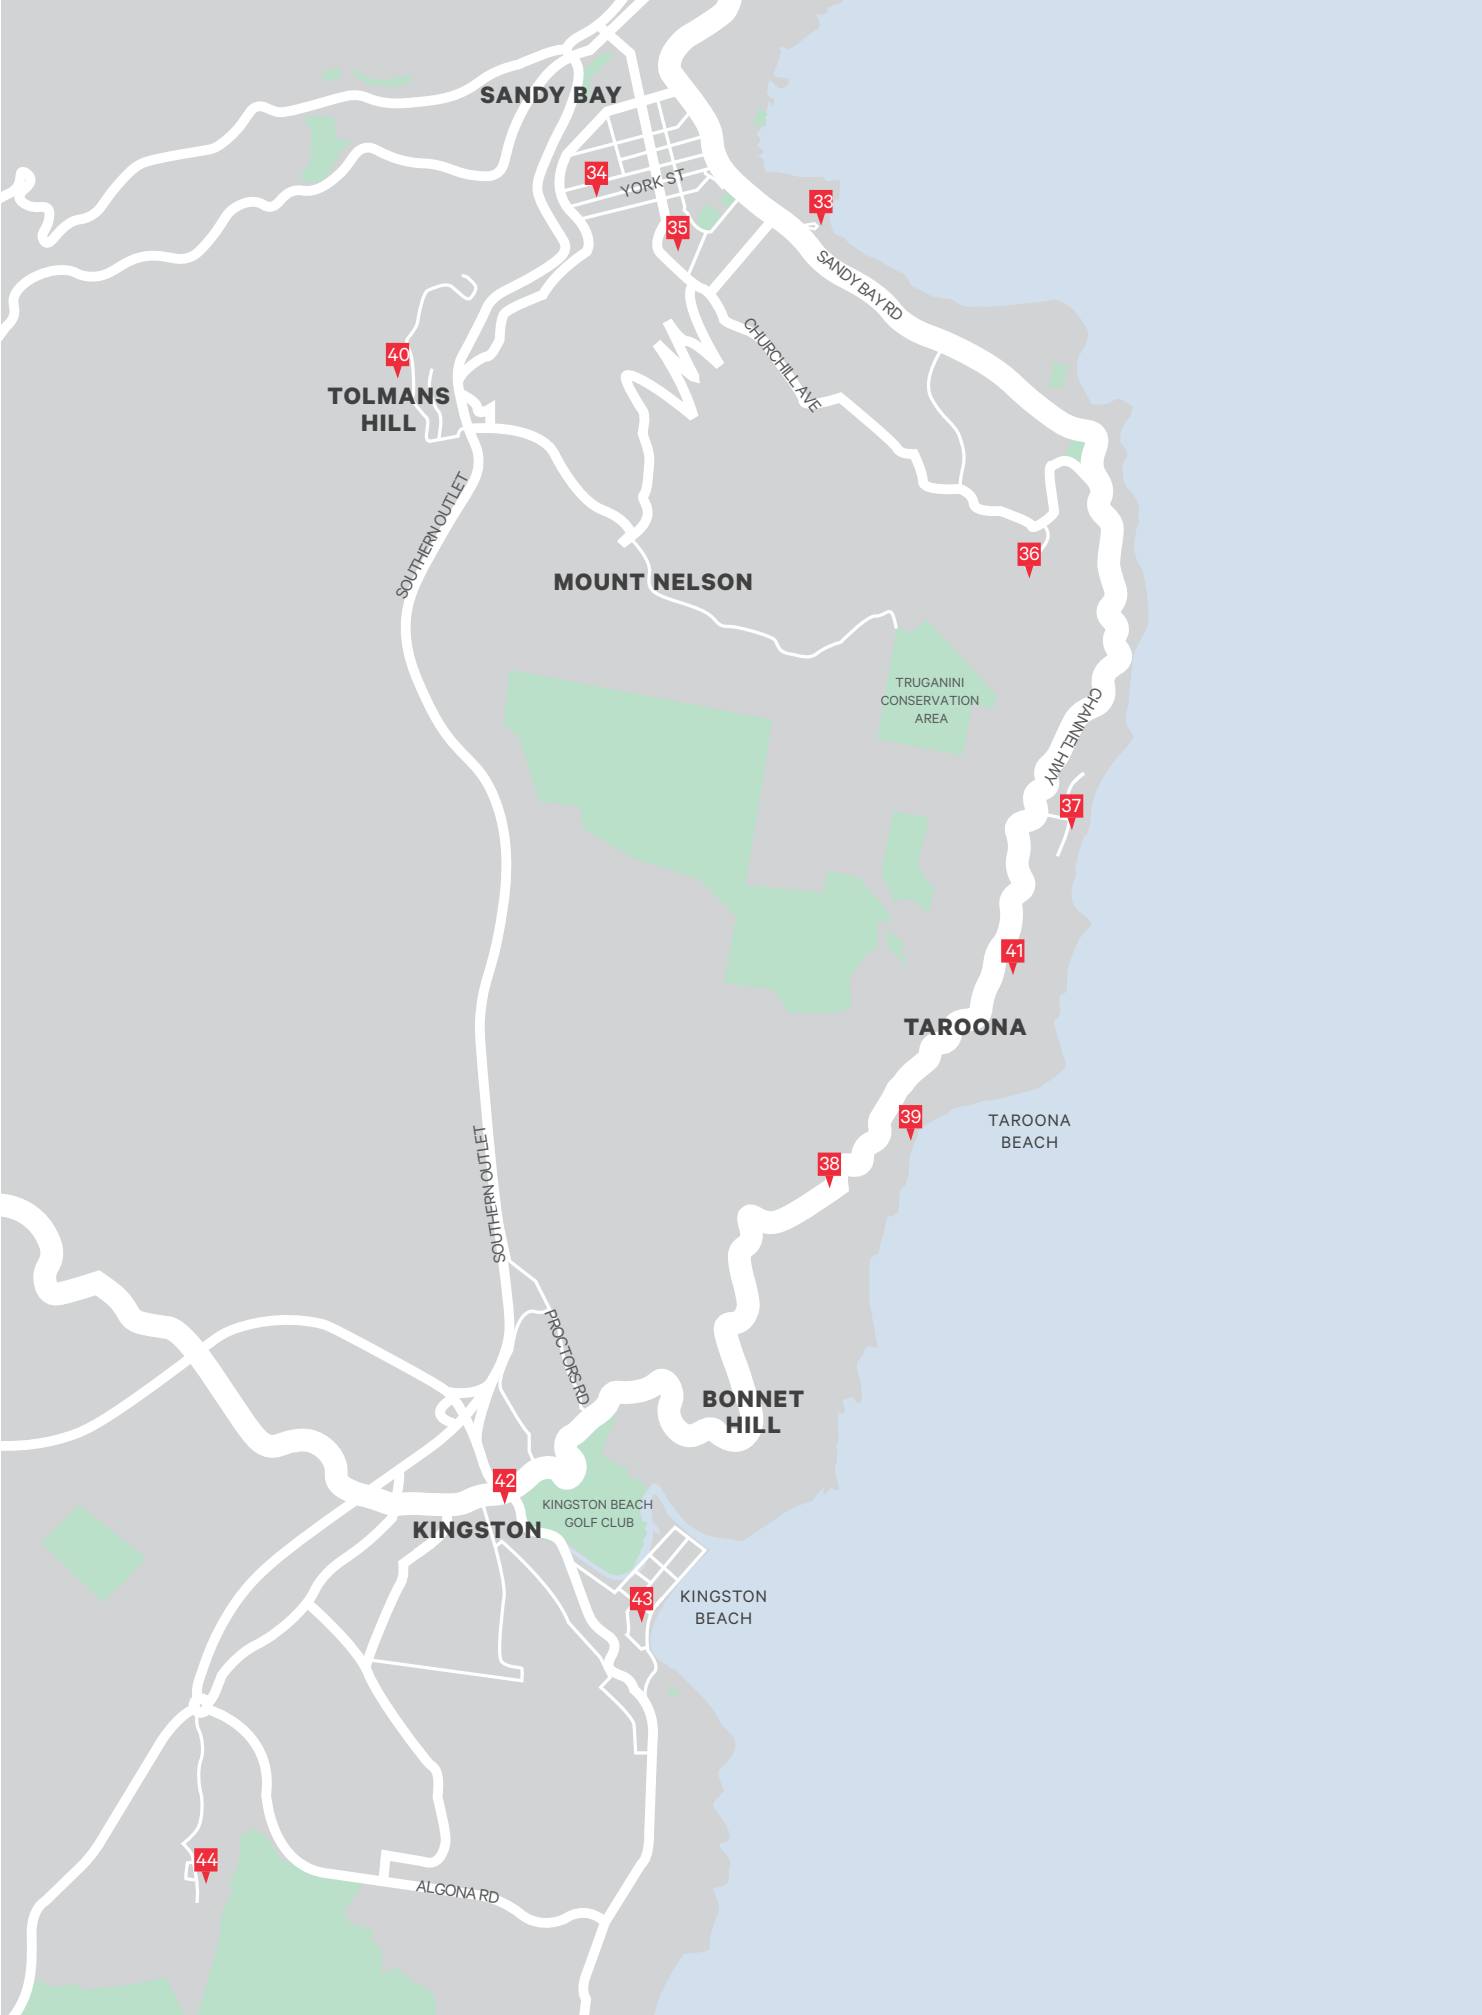 SANDY BAY
34
YORK ST
33
35
SANDY BAY RD
40
CHURCHILL AVE
TOLMANS
HILL
SOUTHERN OUTLET
36
MOUNT NELSON
TRUGANINI
CONSERVATION
AREA
CHANNEL HWY
37
41
TAROONA
39
TAROONA
BEACH
38
SOUTHERN OUTLET
PROCTORS RD
BONNET
HILL
42
KINGSTON BEACH
GOLF CLUB
KINGSTON
43
KINGSTON
BEACH
44
ALGONA RD